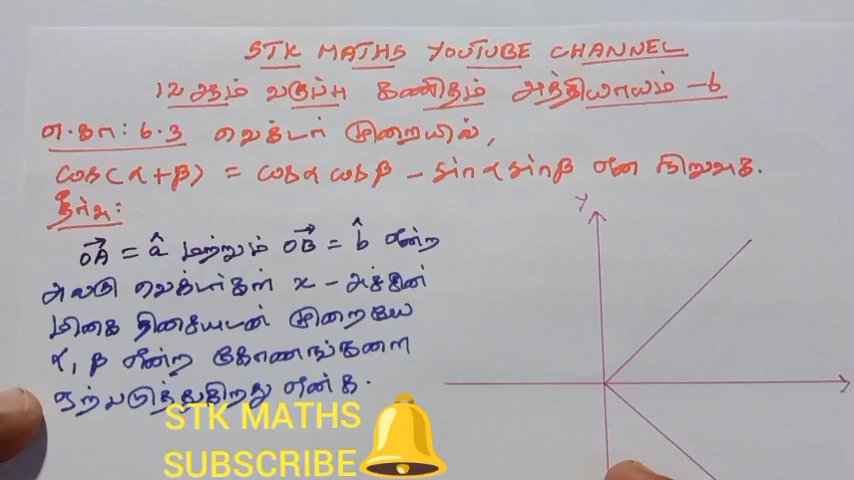 STK MATHS YOUTUBE CHANNEL
12 ஆம் வகுப்பு கணிதம் அத்தியாயம் -6
எ.கா: 6.3 வெக்டர் முறையில்,
cos(α+β) = cosα cosβ - sinα sinβ என நிறுவுக.
தீர்வு:
y
OA→ = â மற்றும் OB→ = b̂ என்ற
அலகு வெக்டர்கள் x - அச்சின்
மிகை திசையுடன் முறையே
α, β என்ற கோணங்களை
ஏற்படுத்துகிறது என்க.
x
STK MATHS
SUBSCRIBE